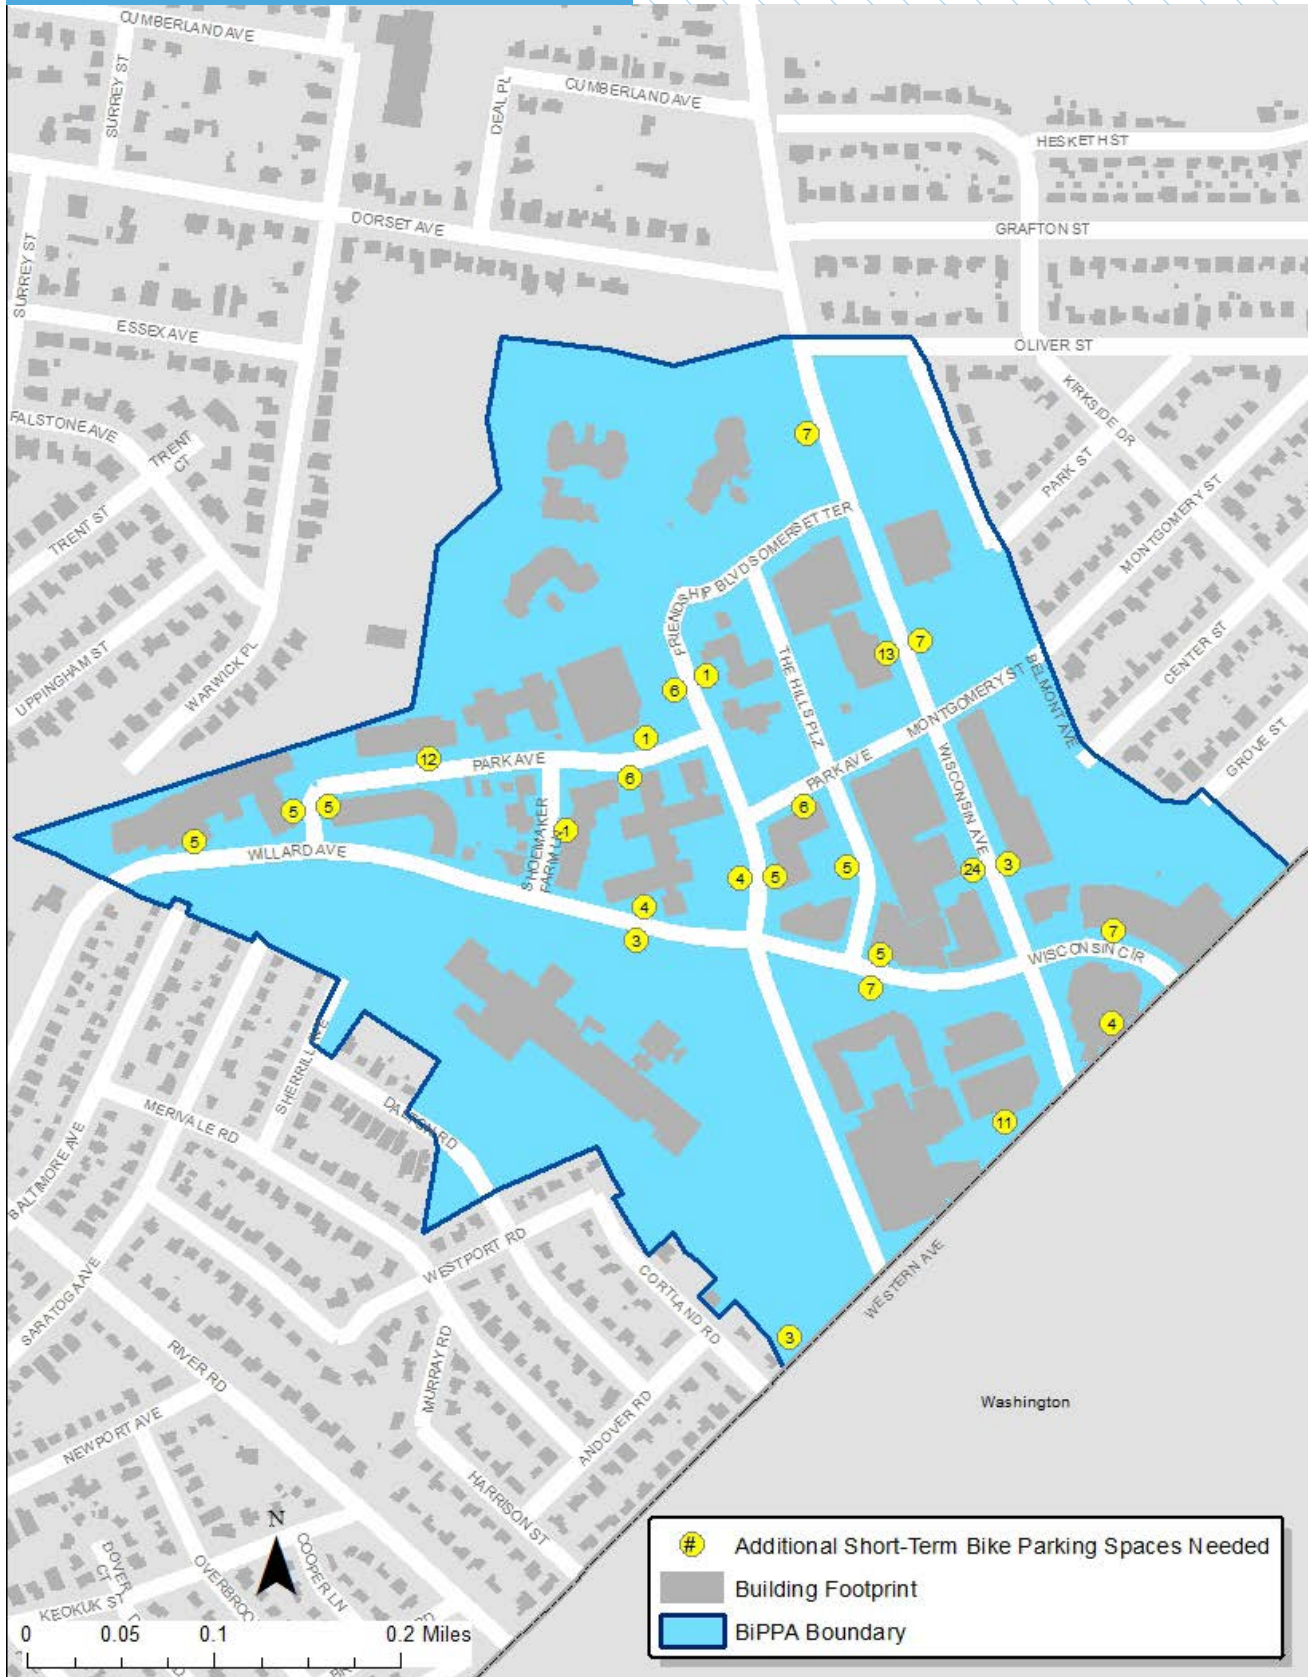 CUMBERLAND AVE
SURREY ST
DEAL PL
CUMBERLAND AVE
HESKETH ST
DORSET AVE
GRAFTON ST
SURREY ST
ESSEX AVE
OLIVER ST
KIRKSIDE DR
FALSTONE AVE
TRENT
CT
7
PARK ST
TRENT ST
MONTGOMERY ST
FRIENDSHIP BLVD
SOMERSET TER
UPPINGHAM ST
WARWICK PL
THE HILLS PLZ
7
13
1
6
CENTER ST
BELMONT AVE
MONTGOMERY ST
GROVE ST
1
12
PARK AVE
6
PARK AVE
WISCONSIN AVE
5
5
6
5
WILLARD AVE
SHOEMAKER
FARM LN
1
4
5
5
24
3
4
3
5
7
7
WISCONSIN CIR
4
SHERRILL AVE
MERIVALE RD
DALTON RD
BALTIMORE AVE
11
WESTPORT RD
SARATOGA AVE
CORTLAND RD
WESTERN AVE
3
RIVER RD
MURRAY RD
ANDOVER RD
Washington
NEWPORT AVE
HARRISON ST
N
DOVER
CT
OVERBROO
COOPER LN
KEOKUK ST
0 0.05 0.1 0.2 Miles
# Additional Short-Term Bike Parking Spaces Needed
Building Footprint
BiPPA Boundary